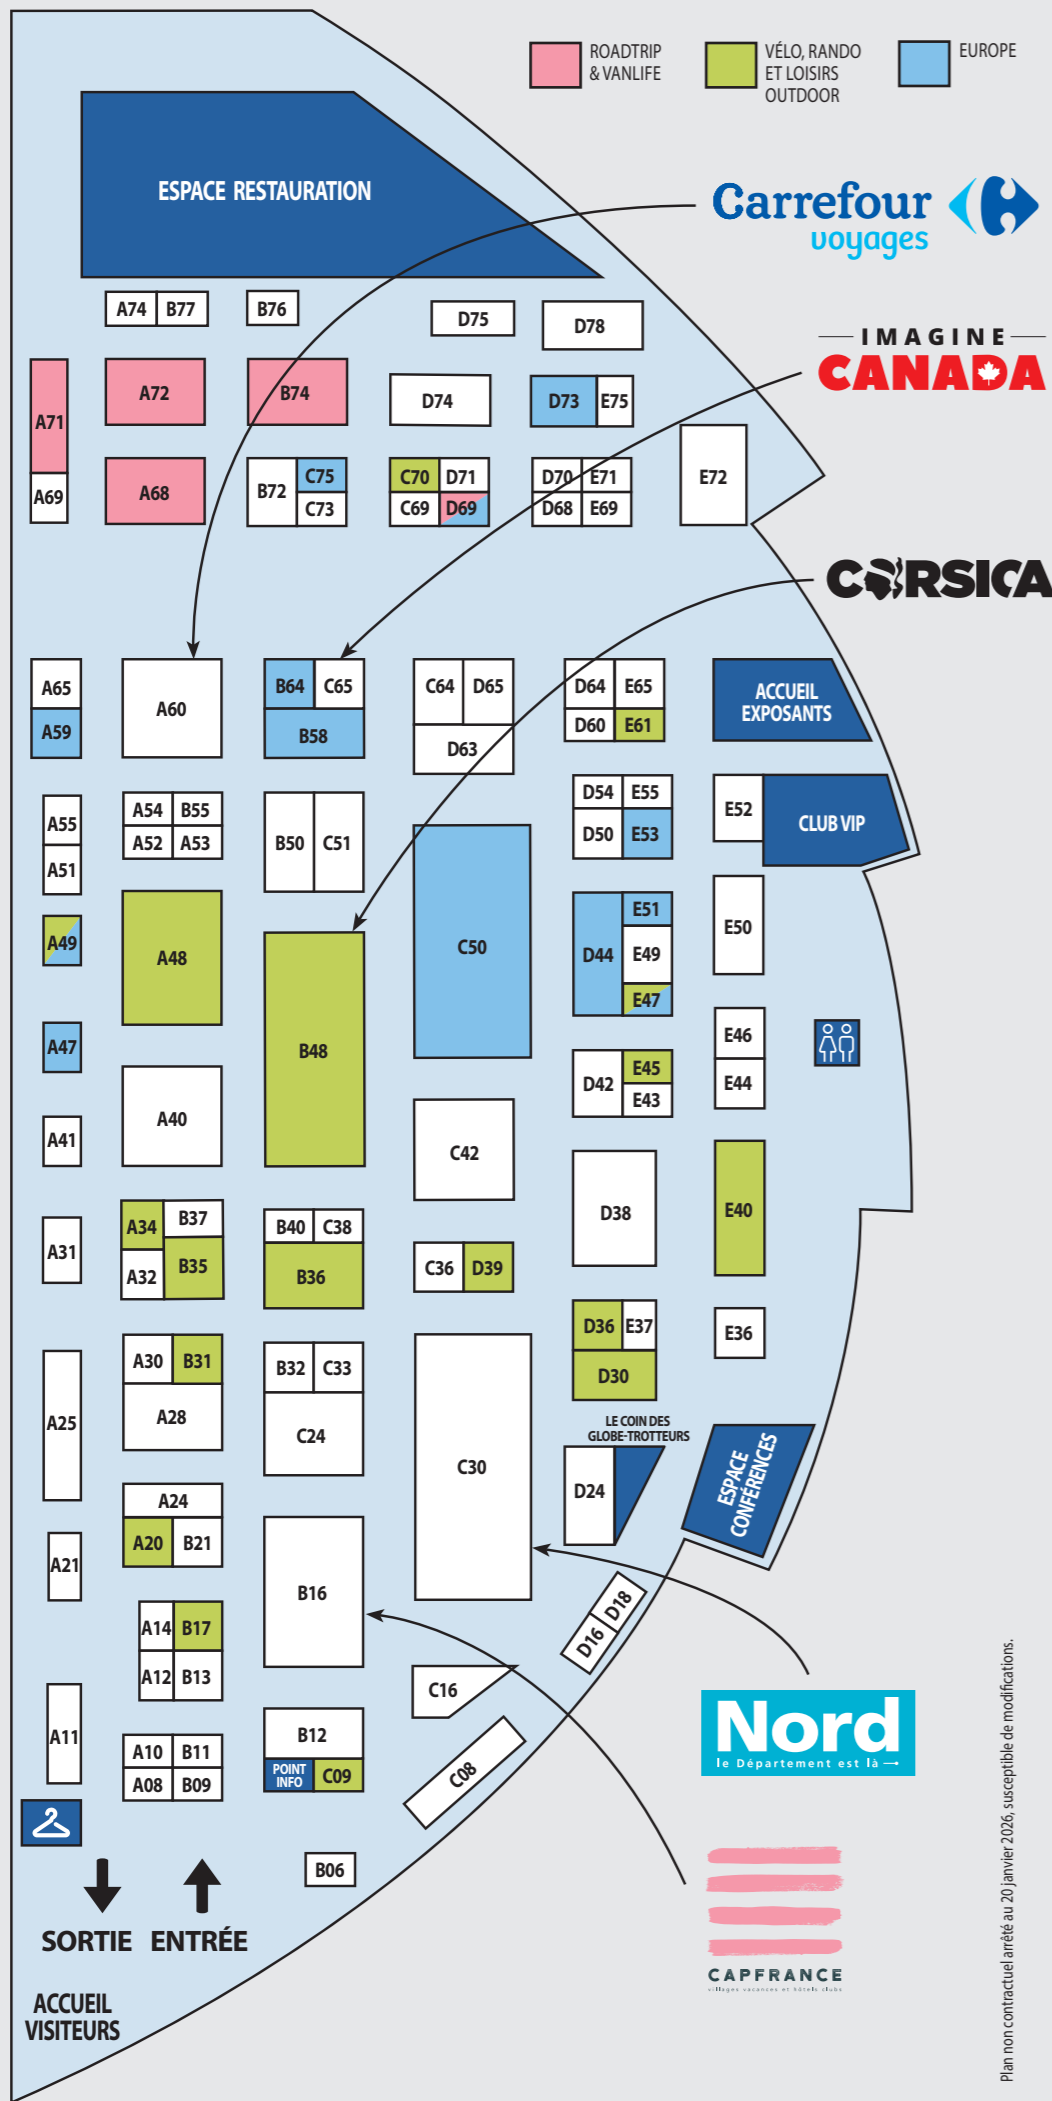 ROADTRIP
& VANLIFE
VÉLO, RANDO
ET LOISIRS
OUTDOOR
EUROPE
ESPACE RESTAURATION
Carrefour
voyages
IMAGINE
CANADA
CORSICA
A74 B77 B76 D75 D78
A71 A72 B74 D74 D73 E75
A69 A68 B72 C75 C73 C70 D71 C69 D69 D70 E71 D68 E69 E72
A65 A59 A60 B64 C65 B58 C64 D65 D63 D64 E65 D60 E61
ACCUEIL
EXPOSANTS
A55 A51 A54 B55 A52 A53 B50 C51 D54 E55 D50 E53 E52
CLUB VIP
A49 A48 B48 C50 D44 E51 E49 E47 E50
A47 A40 C42 D42 E45 E43 E46 E44
A41 D38 E40
A31 A34 B37 A32 B35 B40 C38 B36 C36 D39
A25 A30 B31 A28 B32 C33 C24 C30 D36 E37 D30 E36
LE COIN DES
GLOBE-TROTTEURS
D24
ESPACE
CONFÉRENCES
A24 A20 B21 A21 B16
A14 B17 A12 B13 D16 D18
C16
A11 A10 B11 A08 B09 B12
POINT
INFO
C09 C08
B06
SORTIE ENTRÉE
ACCUEIL
VISITEURS
Nord
le Département est là
CAPFRANCE
villages vacances et hôtels clubs
Plan non contractuel arrêté au 20 janvier 2026, susceptible de modifications.